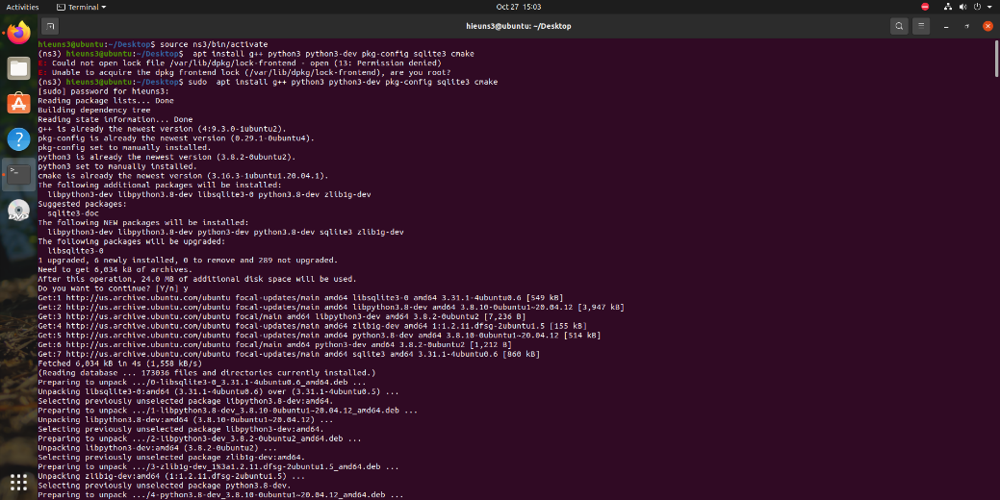 Activities
Terminal
Oct 27 15:03
hieuns3@ubuntu: ~/Desktop
hieuns3@ubuntu:~/Desktop$ source ns3/bin/activate
(ns3) hieuns3@ubuntu:~/Desktop$  apt install g++ python3 python3-dev pkg-config sqlite3 cmake
E: Could not open lock file /var/lib/dpkg/lock-frontend - open (13: Permission denied)
E: Unable to acquire the dpkg frontend lock (/var/lib/dpkg/lock-frontend), are you root?
(ns3) hieuns3@ubuntu:~/Desktop$ sudo  apt install g++ python3 python3-dev pkg-config sqlite3 cmake
[sudo] password for hieuns3:
Reading package lists... Done
Building dependency tree
Reading state information... Done
g++ is already the newest version (4:9.3.0-1ubuntu2).
pkg-config is already the newest version (0.29.1-0ubuntu4).
pkg-config set to manually installed.
python3 is already the newest version (3.8.2-0ubuntu2).
python3 set to manually installed.
cmake is already the newest version (3.16.3-1ubuntu1.20.04.1).
The following additional packages will be installed:
  libpython3-dev libpython3.8-dev libsqlite3-0 python3.8-dev zlib1g-dev
Suggested packages:
  sqlite3-doc
The following NEW packages will be installed:
  libpython3-dev libpython3.8-dev python3-dev python3.8-dev sqlite3 zlib1g-dev
The following packages will be upgraded:
  libsqlite3-0
1 upgraded, 6 newly installed, 0 to remove and 289 not upgraded.
Need to get 6,034 kB of archives.
After this operation, 24.0 MB of additional disk space will be used.
Do you want to continue? [Y/n] y
Get:1 http://us.archive.ubuntu.com/ubuntu focal-updates/main amd64 libsqlite3-0 amd64 3.31.1-4ubuntu0.6 [549 kB]
Get:2 http://us.archive.ubuntu.com/ubuntu focal-updates/main amd64 libpython3.8-dev amd64 3.8.10-0ubuntu1~20.04.12 [3,947 kB]
Get:3 http://us.archive.ubuntu.com/ubuntu focal/main amd64 libpython3-dev amd64 3.8.2-0ubuntu2 [7,236 B]
Get:4 http://us.archive.ubuntu.com/ubuntu focal-updates/main amd64 zlib1g-dev amd64 1:1.2.11.dfsg-2ubuntu1.5 [155 kB]
Get:5 http://us.archive.ubuntu.com/ubuntu focal-updates/main amd64 python3.8-dev amd64 3.8.10-0ubuntu1~20.04.12 [514 kB]
Get:6 http://us.archive.ubuntu.com/ubuntu focal/main amd64 python3-dev amd64 3.8.2-0ubuntu2 [1,212 B]
Get:7 http://us.archive.ubuntu.com/ubuntu focal-updates/main amd64 sqlite3 amd64 3.31.1-4ubuntu0.6 [860 kB]
Fetched 6,034 kB in 4s (1,558 kB/s)
(Reading database ... 173036 files and directories currently installed.)
Preparing to unpack .../0-libsqlite3-0_3.31.1-4ubuntu0.6_amd64.deb ...
Unpacking libsqlite3-0:amd64 (3.31.1-4ubuntu0.6) over (3.31.1-4ubuntu0.5) ...
Selecting previously unselected package libpython3.8-dev:amd64.
Preparing to unpack .../1-libpython3.8-dev_3.8.10-0ubuntu1~20.04.12_amd64.deb ...
Unpacking libpython3.8-dev:amd64 (3.8.10-0ubuntu1~20.04.12) ...
Selecting previously unselected package libpython3-dev:amd64.
Preparing to unpack .../2-libpython3-dev_3.8.2-0ubuntu2_amd64.deb ...
Unpacking libpython3-dev:amd64 (3.8.2-0ubuntu2) ...
Selecting previously unselected package zlib1g-dev:amd64.
Preparing to unpack .../3-zlib1g-dev_1%3a1.2.11.dfsg-2ubuntu1.5_amd64.deb ...
Unpacking zlib1g-dev:amd64 (1:1.2.11.dfsg-2ubuntu1.5) ...
Selecting previously unselected package python3.8-dev.
Preparing to unpack .../4-python3.8-dev_3.8.10-0ubuntu1~20.04.12_amd64.deb ...